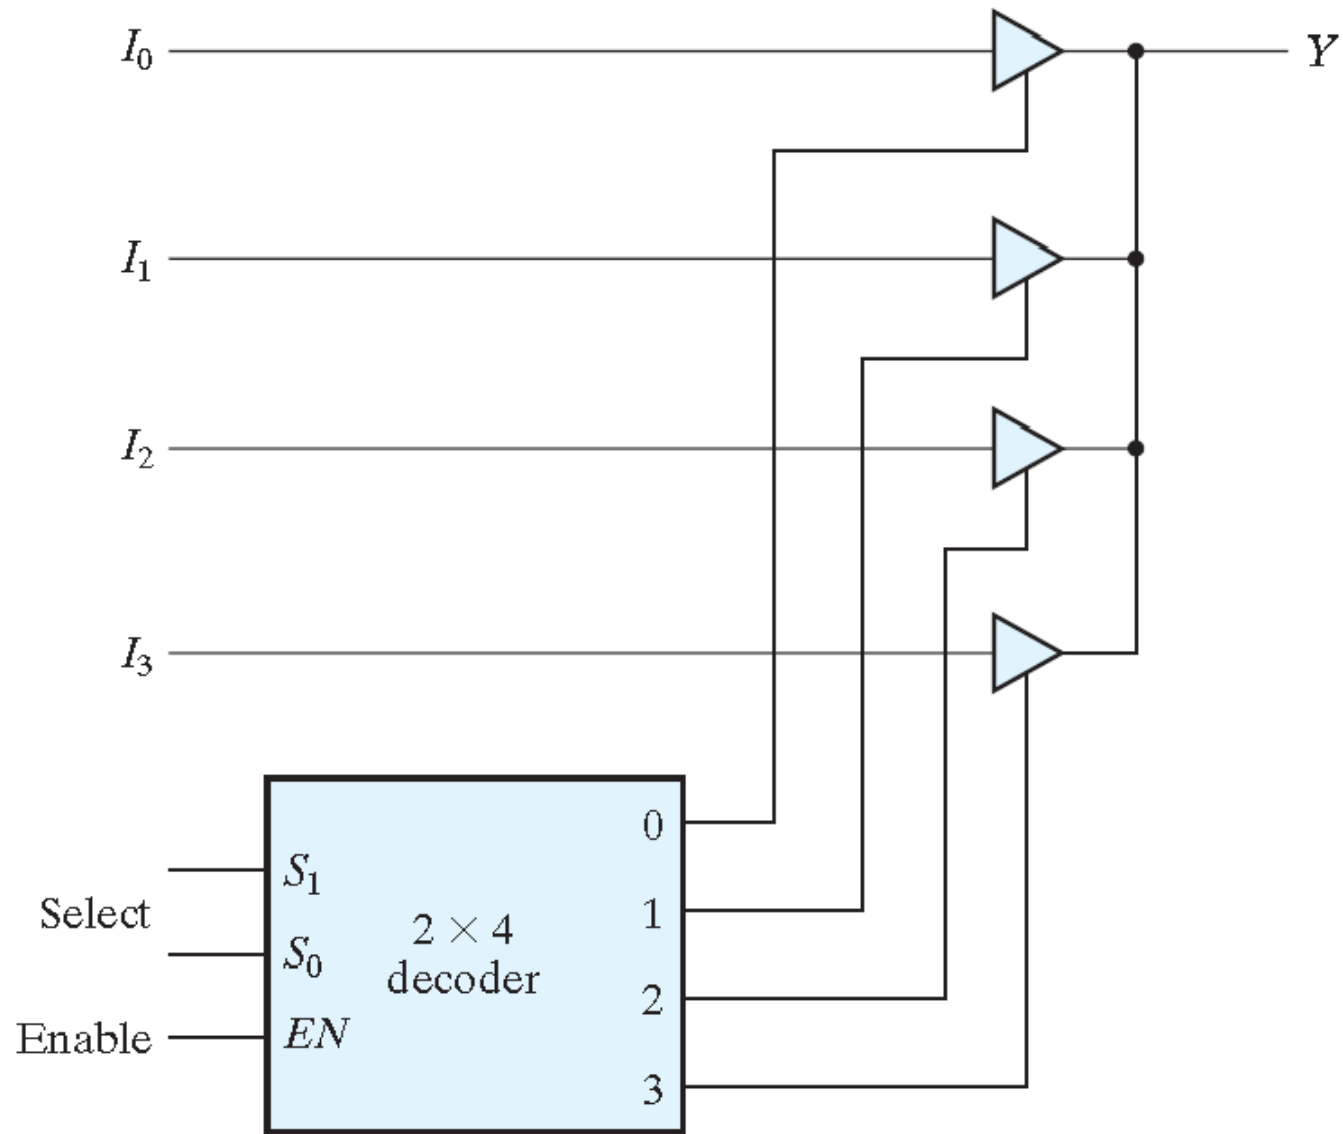 I₀
Y
I₁
I₂
I₃
0
S₁
Select
1
2 × 4
decoder
S₀
2
Enable
EN
3